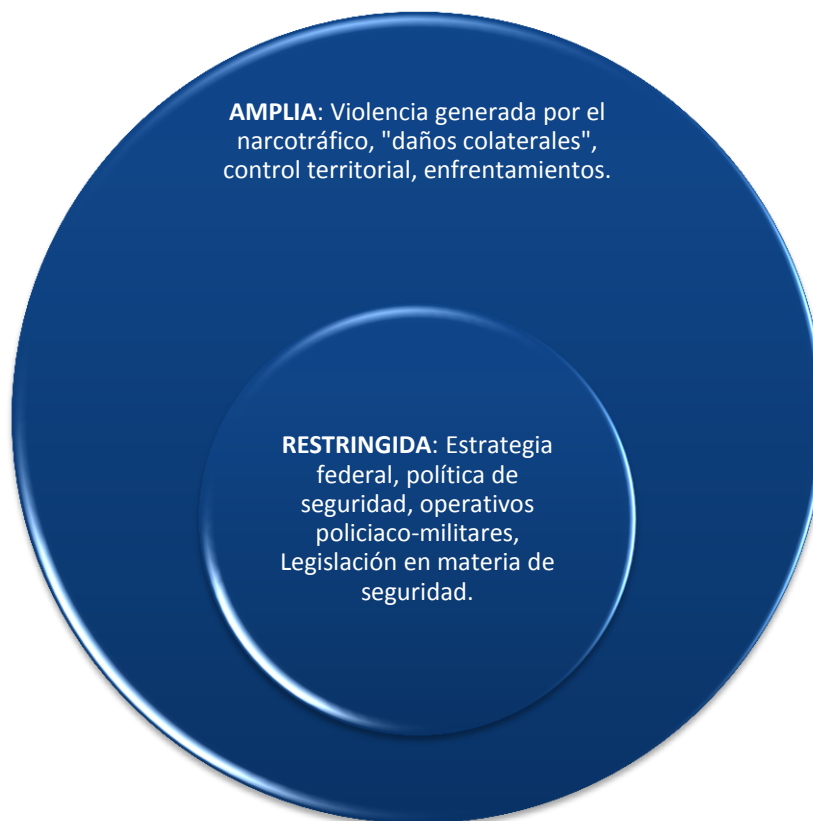 AMPLIA: Violencia generada por el
narcotráfico, "daños colaterales",
control territorial, enfrentamientos.
RESTRINGIDA: Estrategia
federal, política de
seguridad, operativos
policiaco-militares,
Legislación en materia de
seguridad.